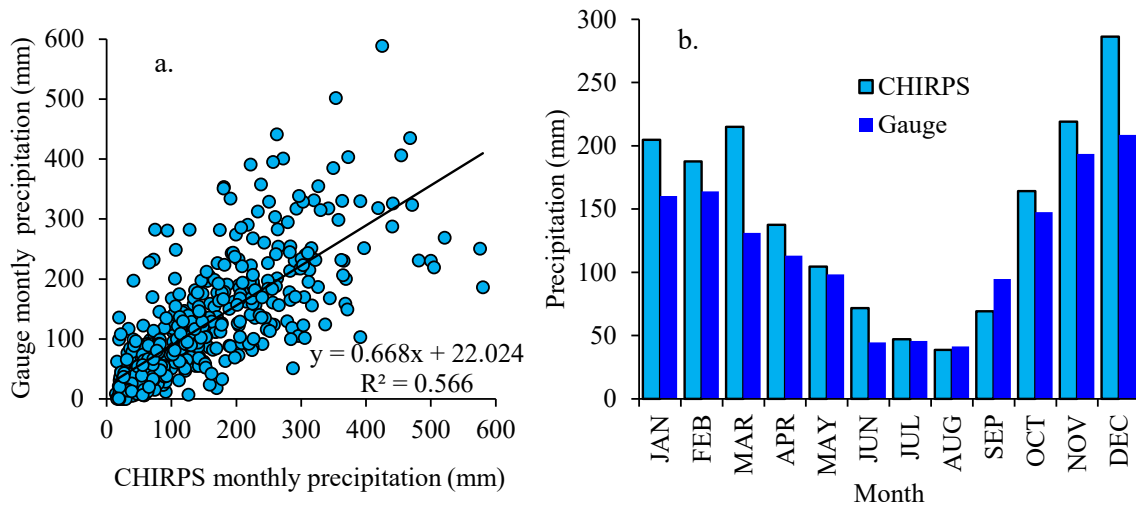 a.
Gauge montly precipitation (mm)
600
500
400
300
200
100
0
0 100 200 300 400 500 600
y = 0.668x + 22.024
R² = 0.566
CHIRPS monthly precipitation (mm)
b.
Precipitation (mm)
300
250
200
150
100
50
0
CHIRPS
Gauge
JAN
FEB
MAR
APR
MAY
JUN
JUL
AUG
SEP
OCT
NOV
DEC
Month